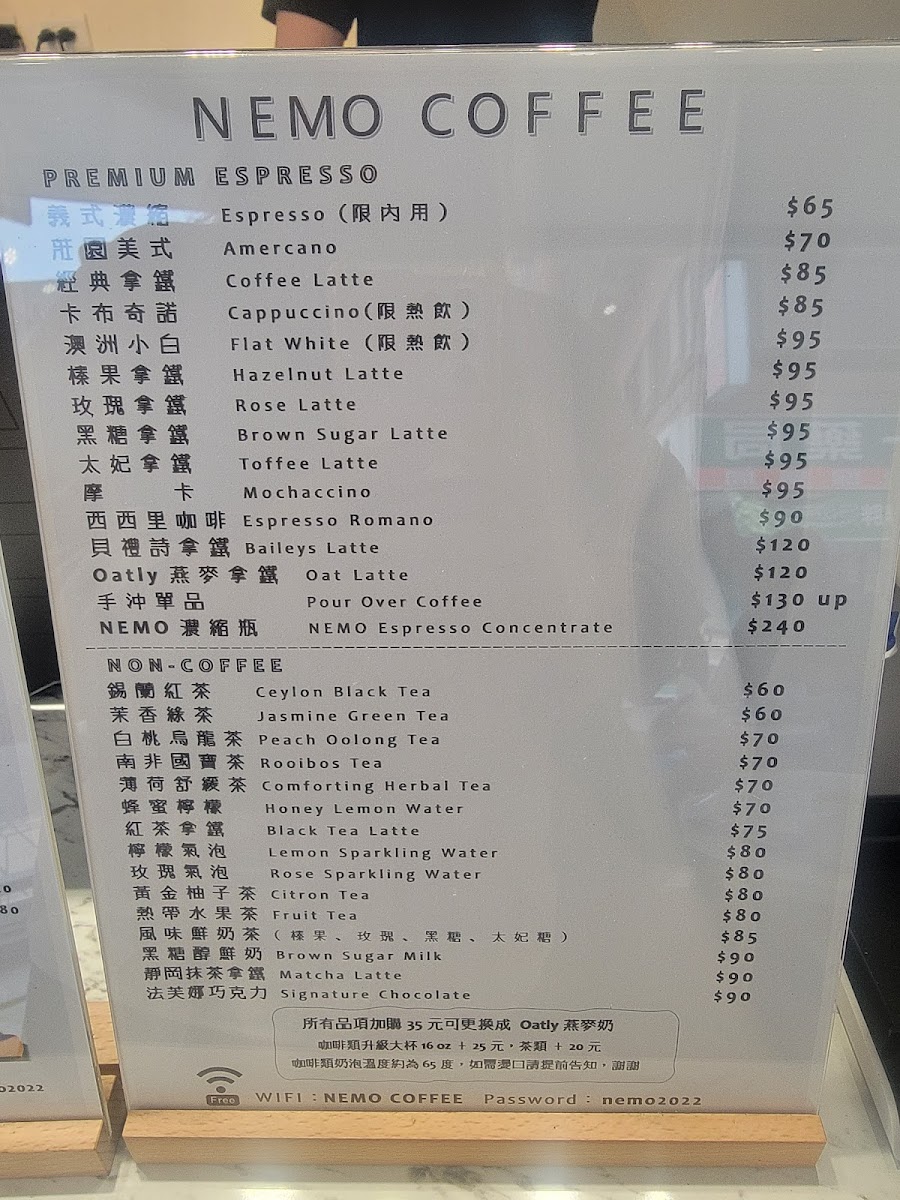 NEMO COFFEE
PREMIUM ESPRESSO
義式濃縮 Espresso (限內用) $65
莊園美式 Amercano $70
經典拿鐵 Coffee Latte $85
卡布奇諾 Cappuccino(限熱飲) $85
澳洲小白 Flat White (限熱飲) $95
榛果拿鐵 Hazelnut Latte $95
玫瑰拿鐵 Rose Latte $95
黑糖拿鐵 Brown Sugar Latte $95
太妃拿鐵 Toffee Latte $95
摩 卡 Mochaccino $95
西西里咖啡 Espresso Romano $90
貝禮詩拿鐵 Baileys Latte $120
Oatly 燕麥拿鐵 Oat Latte $120
手沖單品 Pour Over Coffee $130 up
NEMO 濃縮瓶 NEMO Espresso Concentrate $240
NON-COFFEE
錫蘭紅茶 Ceylon Black Tea $60
茉香綠茶 Jasmine Green Tea $60
白桃烏龍茶 Peach Oolong Tea $70
南非國寶茶 Rooibos Tea $70
薄荷舒緩茶 Comforting Herbal Tea $70
蜂蜜檸檬 Honey Lemon Water $70
紅茶拿鐵 Black Tea Latte $75
檸檬氣泡 Lemon Sparkling Water $80
玫瑰氣泡 Rose Sparkling Water $80
黃金柚子茶 Citron Tea $80
熱帶水果茶 Fruit Tea $80
風味鮮奶茶 (榛果、玫瑰、黑糖、太妃糖) $85
黑糖醇鮮奶 Brown Sugar Milk $90
靜岡抹茶拿鐵 Matcha Latte $90
法芙娜巧克力 Signature Chocolate $90
所有品項加購 35 元可更換成 Oatly 燕麥奶
咖啡類升級大杯 16 oz + 25 元，茶類 + 20 元
咖啡類奶泡溫度約為 65 度，如需燙口請提前告知，謝謝
Free WIFI：NEMO COFFEE Password：nemo2022